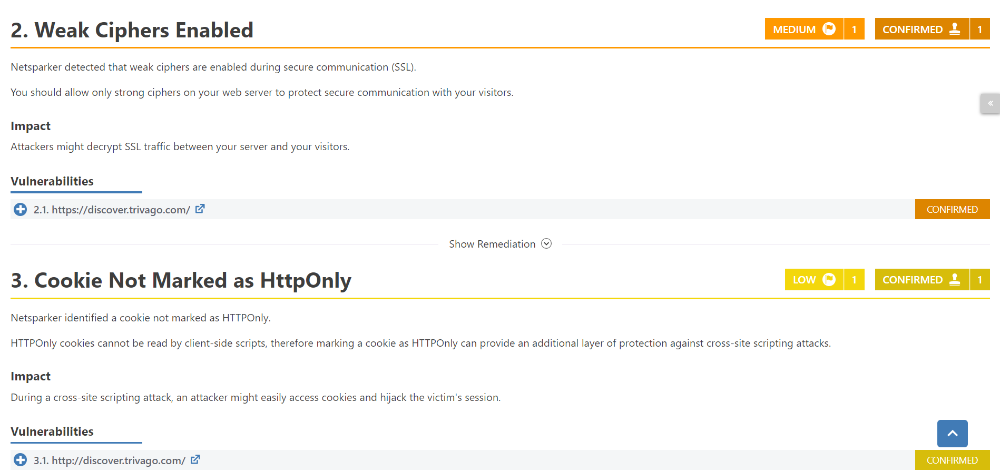 2. Weak Ciphers Enabled
MEDIUM 1 CONFIRMED 1
Netsparker detected that weak ciphers are enabled during secure communication (SSL).
You should allow only strong ciphers on your web server to protect secure communication with your visitors.
«
Impact
Attackers might decrypt SSL traffic between your server and your visitors.
Vulnerabilities
2.1. https://discover.trivago.com/ CONFIRMED
Show Remediation
3. Cookie Not Marked as HttpOnly
LOW 1 CONFIRMED 1
Netsparker identified a cookie not marked as HTTPOnly.
HTTPOnly cookies cannot be read by client-side scripts, therefore marking a cookie as HTTPOnly can provide an additional layer of protection against cross-site scripting attacks.
Impact
During a cross-site scripting attack, an attacker might easily access cookies and hijack the victim's session.
Vulnerabilities
3.1. http://discover.trivago.com/ CONFIRMED